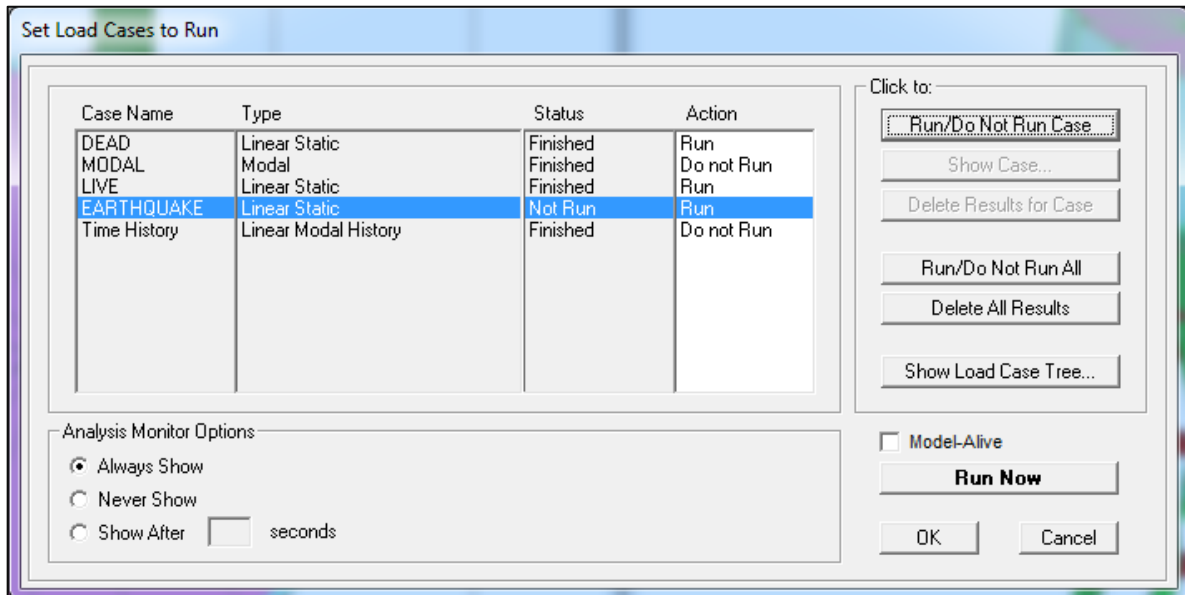 Set Load Cases to Run
Case Name Type Status Action
DEAD Linear Static Finished Run
MODAL Modal Finished Do not Run
LIVE Linear Static Finished Run
EARTHQUAKE Linear Static Not Run Run
Time History Linear Modal History Finished Do not Run
Click to:
Run/Do Not Run Case
Show Case...
Delete Results for Case
Run/Do Not Run All
Delete All Results
Show Load Case Tree...
Analysis Monitor Options
Always Show
Never Show
Show After seconds
Model-Alive
Run Now
OK Cancel